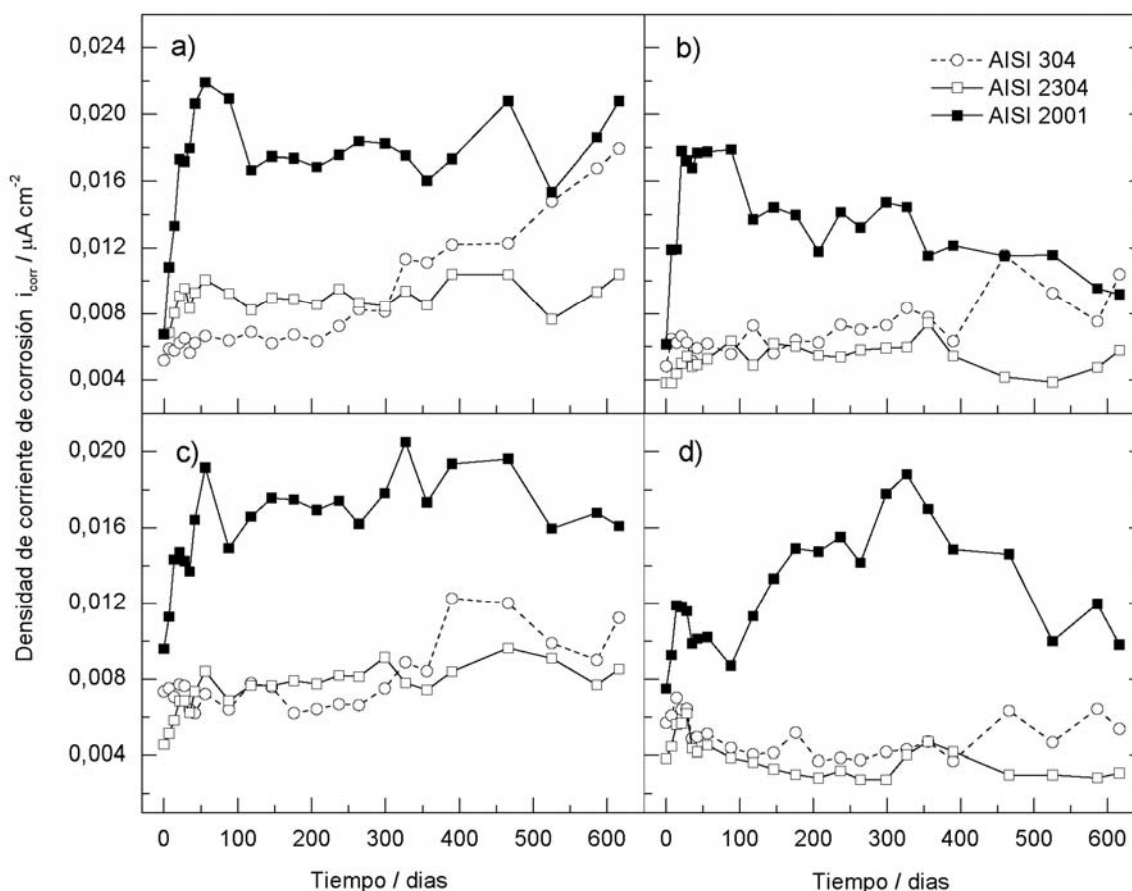 Densidad de corriente de corrosión i_corr / μA cm⁻²
a)
0,024
0,020
0,016
0,012
0,008
0,004
b)
AISI 304
AISI 2304
AISI 2001
c)
0,020
0,016
0,012
0,008
0,004
d)
0 100 200 300 400 500 600
0 100 200 300 400 500 600
Tiempo / dias
Tiempo / dias